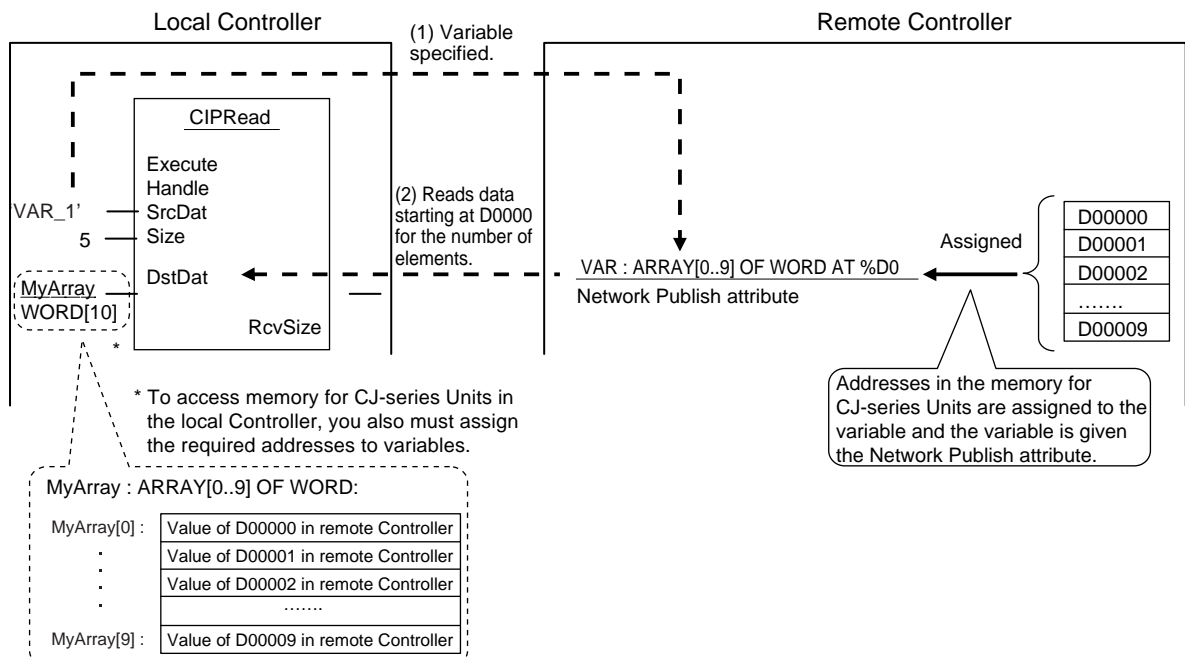 Local Controller
Remote Controller
(1) Variable
specified.
CIPRead
Execute
Handle
SrcDat
Size
DstDat
RcvSize
'VAR_1'
5
MyArray
WORD[10]
*
(2) Reads data
starting at D0000
for the number of
elements.
VAR : ARRAY[0..9] OF WORD AT %D0
Network Publish attribute
Assigned
D00000
D00001
D00002
.......
D00009
Addresses in the memory for
CJ-series Units are assigned to the
variable and the variable is given
the Network Publish attribute.
* To access memory for CJ-series Units in
the local Controller, you also must assign
the required addresses to variables.
MyArray : ARRAY[0..9] OF WORD:
MyArray[0] : Value of D00000 in remote Controller
Value of D00001 in remote Controller
Value of D00002 in remote Controller
.......
MyArray[9] : Value of D00009 in remote Controller